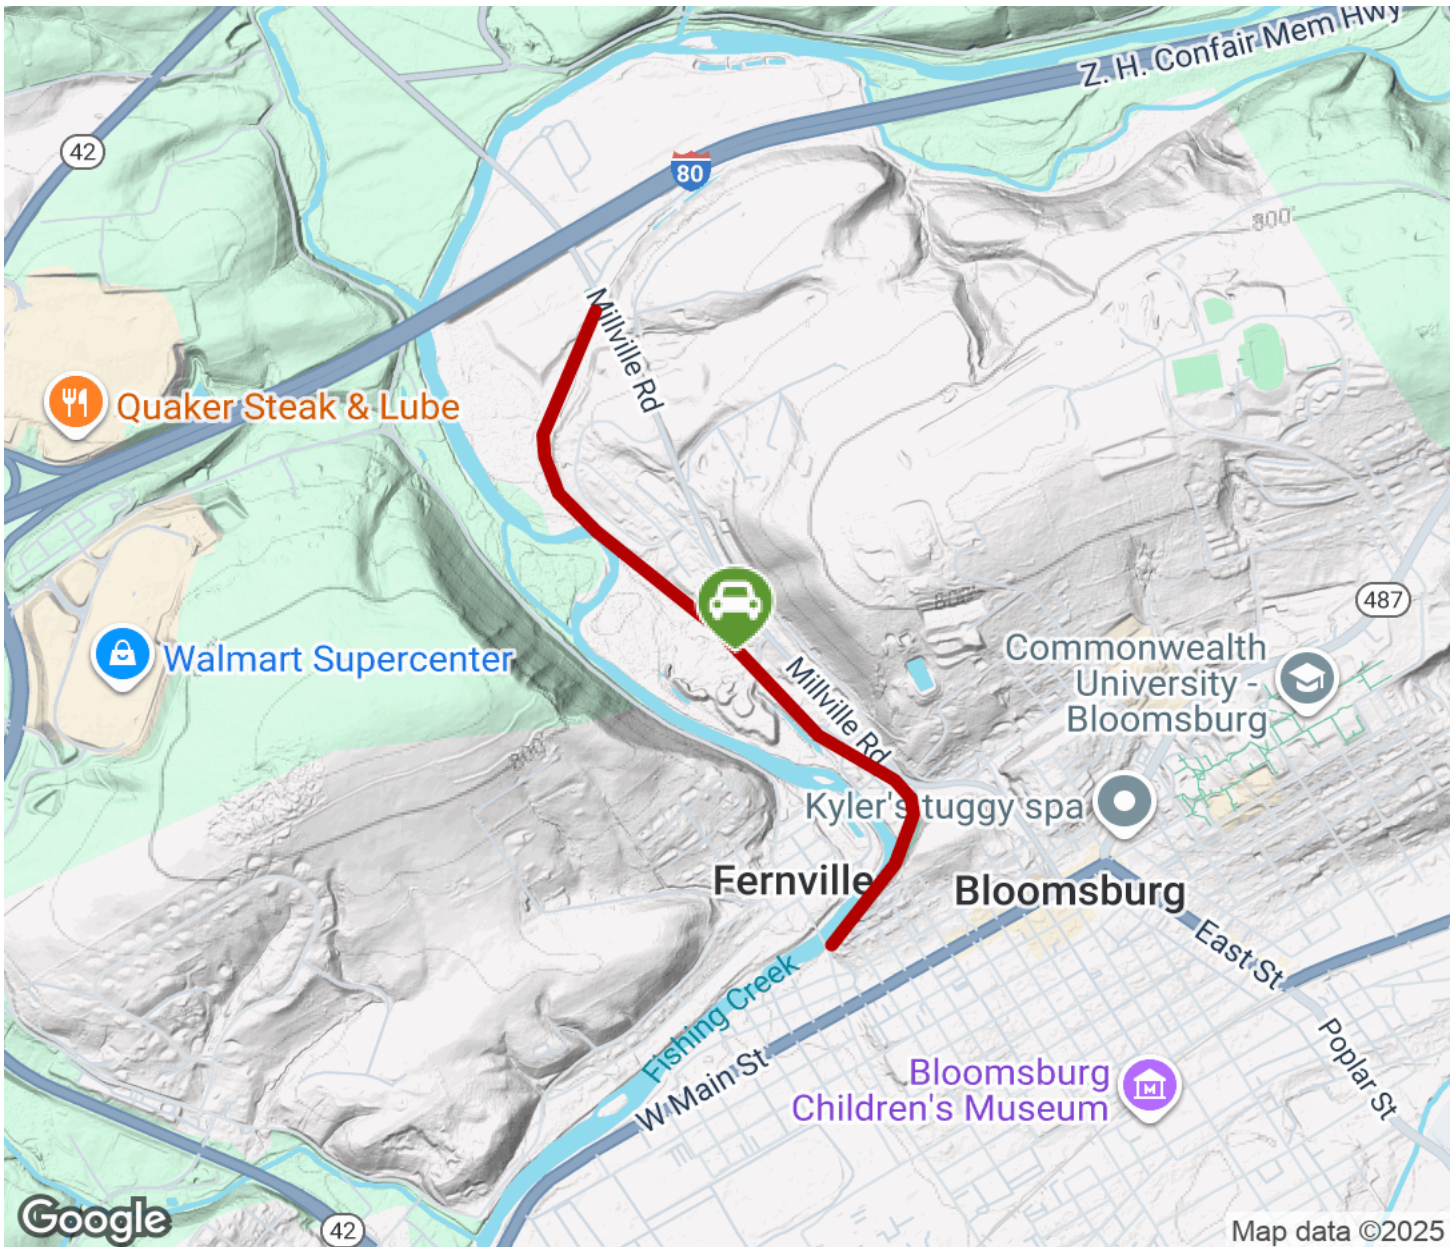 Z. H. Confair Mem Hwy
42
80
800'
Millville Rd
Quaker Steak & Lube
800'
487
Walmart Supercenter
Commonwealth
University -
Bloomsburg
Millville Rd
800'
Kyler's tuggy spa
Fernville
Bloomsburg
East St
Fishing Creek
W Main St
Poplar St
Bloomsburg
Children's Museum
M
Google
42
Map data ©2025